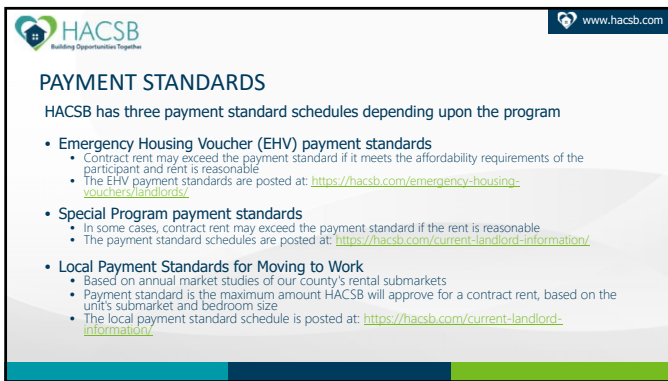 HACSB
Building Opportunities Together
www.hacsb.com
PAYMENT STANDARDS
HACSB has three payment standard schedules depending upon the program
• Emergency Housing Voucher (EHV) payment standards
• Contract rent may exceed the payment standard if it meets the affordability requirements of the
participant and rent is reasonable
• The EHV payment standards are posted at: https://hacsb.com/emergency-housing-
vouchers/landlords/
• Special Program payment standards
• In some cases, contract rent may exceed the payment standard if the rent is reasonable
• The payment standard schedules are posted at: https://hacsb.com/current-landlord-information/
• Local Payment Standards for Moving to Work
• Based on annual market studies of our county's rental submarkets
• Payment standard is the maximum amount HACSB will approve for a contract rent, based on the
unit's submarket and bedroom size
• The local payment standard schedule is posted at: https://hacsb.com/current-landlord-
information/